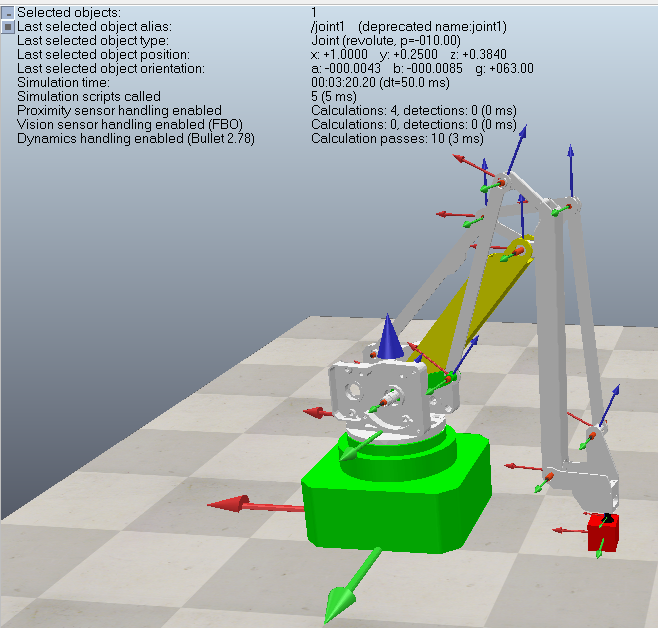 Selected objects: 1
Last selected object alias: /joint1 (deprecated name:joint1)
Last selected object type: Joint (revolute, p=-010.00)
Last selected object position: x: +1.0000 y: +0.2500 z: +0.3840
Last selected object orientation: a: -000.0043 b: -000.0085 g: +063.00
Simulation time: 00:03:20.20 (dt=50.0 ms)
Simulation scripts called 5 (5 ms)
Proximity sensor handling enabled Calculations: 4, detections: 0 (0 ms)
Vision sensor handling enabled (FBO) Calculations: 0, detections: 0 (0 ms)
Dynamics handling enabled (Bullet 2.78) Calculation passes: 10 (3 ms)